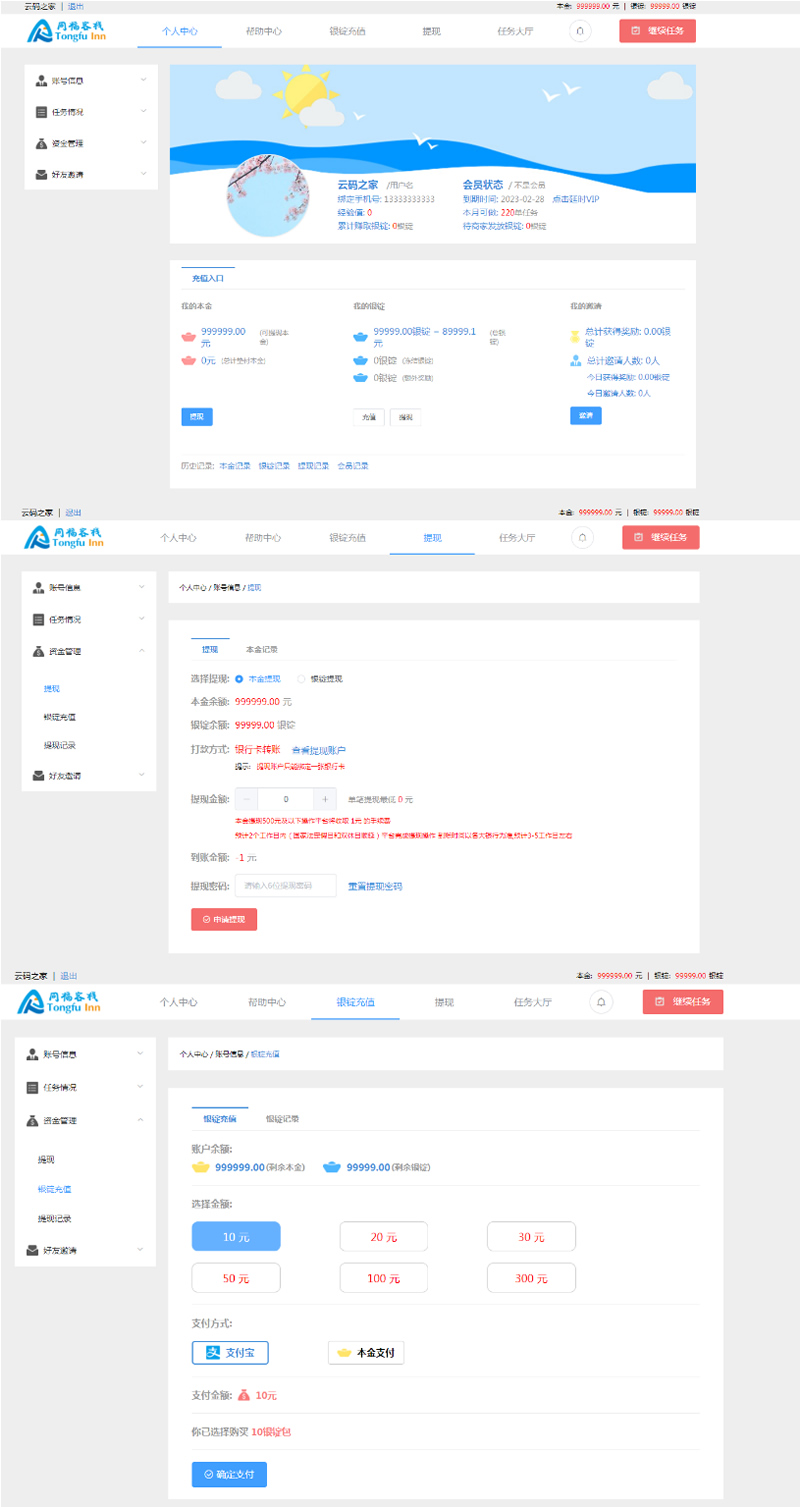 云码之家 | 退出 本金: 999999.00 元 | 银锭: 99999.00 银锭
同福客栈
Tongfu Inn
个人中心 帮助中心 银锭充值 提现 任务大厅 继续任务
账号信息
任务情况
资金管理
好友邀请
云码之家 /用户名 会员状态 / 不是会员
绑定手机号: 13333333333 到期时间: 2023-02-28 点击延时VIP
经验值: 0 本月可做: 220单任务
累计赚取银锭: 0银锭 待商家发放银锭: 0银锭
充值入口
我的本金 我的银锭 我的邀请
999999.00元 (可提现本金) 99999.00银锭 ~ 89999.1元 总计获得奖励: 0.00银锭
0元 (总计垫付本金) 0银锭 (冻结银锭) 总计邀请人数: 0人
0银锭 (额外奖励) 今日获得奖励: 0.00银锭
今日邀请人数: 0人
提现 充值 提现 邀请
历史记录: 本金记录 银锭记录 提现记录 会员记录
云码之家 | 退出 本金: 999999.00 元 | 银锭: 99999.00 银锭
同福客栈
Tongfu Inn
个人中心 帮助中心 银锭充值 提现 任务大厅 继续任务
账号信息
任务情况
资金管理
提现
银锭充值
提现记录
好友邀请
个人中心 / 账号信息 / 提现
提现 本金记录
选择提现: 本金提现 银锭提现
本金余额: 999999.00 元
银锭余额: 99999.00 银锭
打款方式: 银行卡转账 查看提现账户
提示: 提现账户只能绑定一张银行卡
提现金额: − 0 + 单笔提现最低 0 元
本金提现500元及以下操作平台将收取 1元 的手续费
预计2个工作日内（国家法定假日和双休日顺延）平台完成提现操作 到账时间以各大银行为准,预计3-5工作日左右
到账金额: -1 元
提现密码: 请输入6位提现密码 重置提现密码
申请提现
云码之家 | 退出 本金: 999999.00 元 | 银锭: 99999.00 银锭
同福客栈
Tongfu Inn
个人中心 帮助中心 银锭充值 提现 任务大厅 继续任务
账号信息
任务情况
资金管理
提现
银锭充值
提现记录
好友邀请
个人中心 / 账号信息 / 银锭充值
银锭充值 银锭记录
账户余额:
999999.00(剩余本金) 99999.00(剩余银锭)
选择金额:
10 元 20 元 30 元
50 元 100 元 300 元
支付方式:
支付宝 本金支付
支付金额: 10元
你已选择购买 10银锭包
确定支付